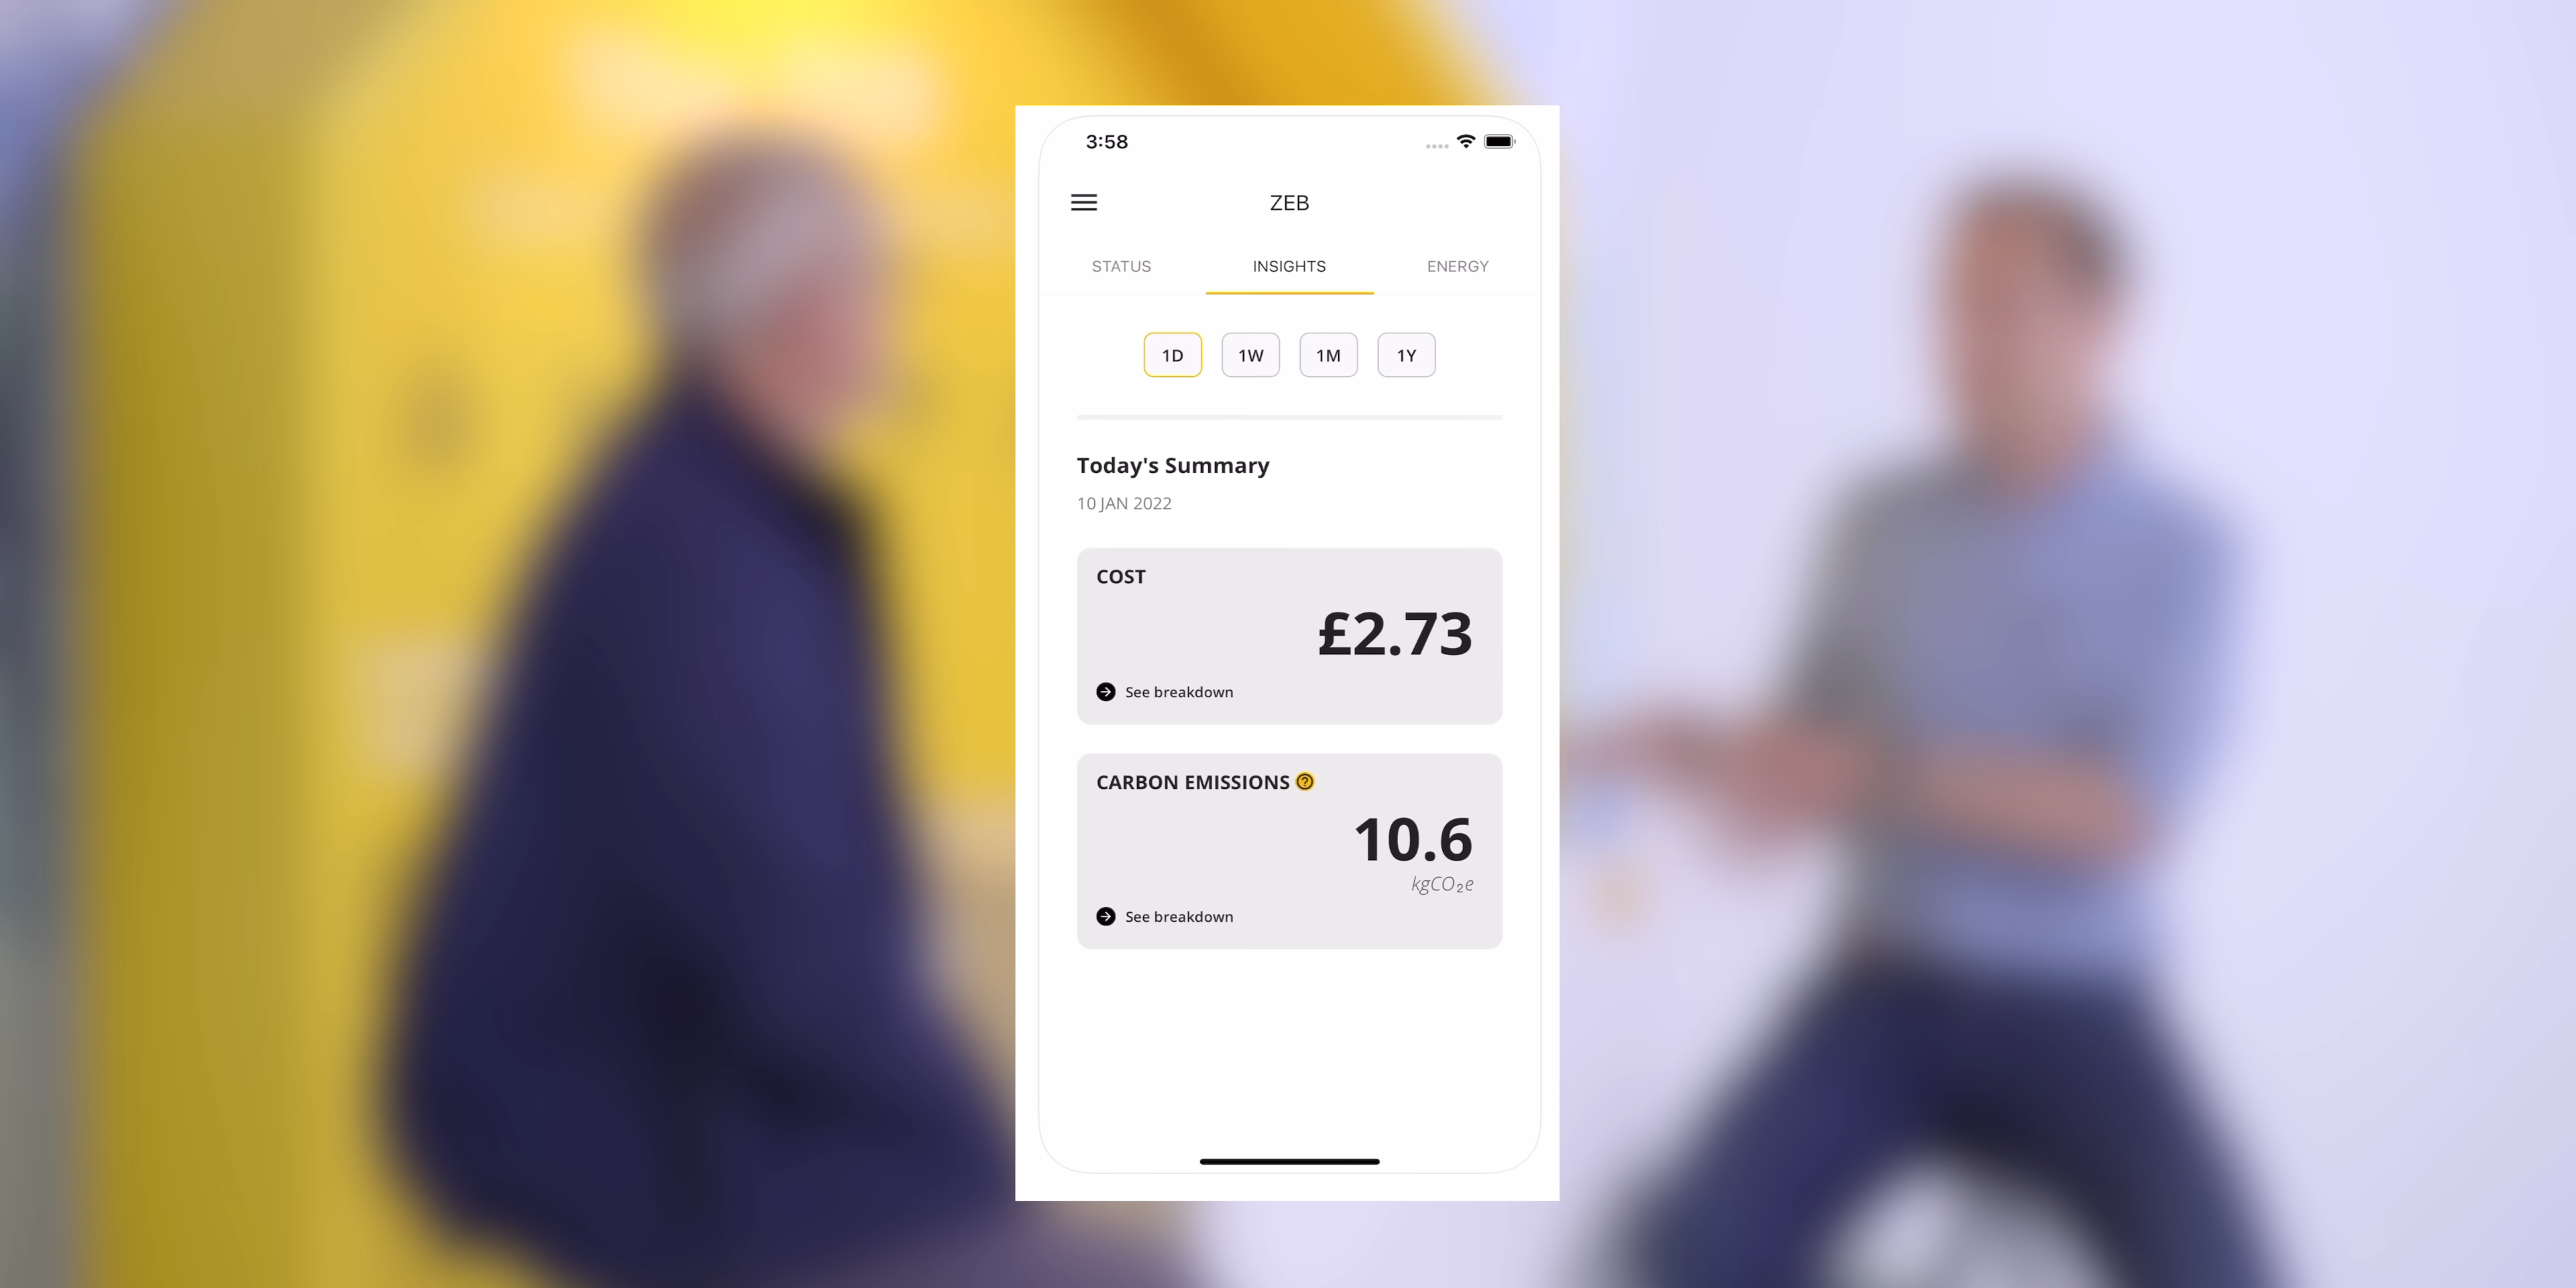 3:58
ZEB
STATUS INSIGHTS ENERGY
1D 1W 1M 1Y
Today's Summary
10 JAN 2022
COST
£2.73
See breakdown
CARBON EMISSIONS ?
10.6
kgCO₂e
See breakdown